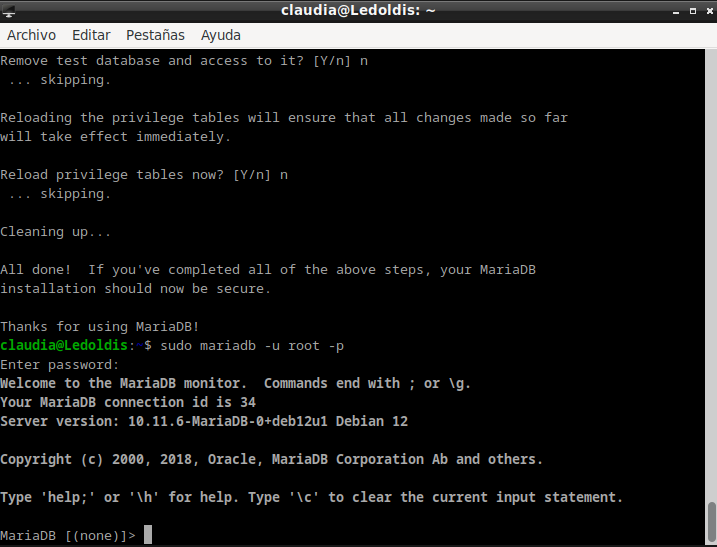 claudia@Ledoldis: ~
Archivo Editar Pestañas Ayuda
Remove test database and access to it? [Y/n] n
 ... skipping.
Reloading the privilege tables will ensure that all changes made so far
will take effect immediately.
Reload privilege tables now? [Y/n] n
 ... skipping.
Cleaning up...
All done!  If you've completed all of the above steps, your MariaDB
installation should now be secure.
Thanks for using MariaDB!
claudia@Ledoldis: $ sudo mariadb -u root -p
Enter password:
Welcome to the MariaDB monitor.  Commands end with ; or \g.
Your MariaDB connection id is 34
Server version: 10.11.6-MariaDB-0+deb12u1 Debian 12
Copyright (c) 2000, 2018, Oracle, MariaDB Corporation Ab and others.
Type 'help;' or '\h' for help. Type '\c' to clear the current input statement.
MariaDB [(none)]>